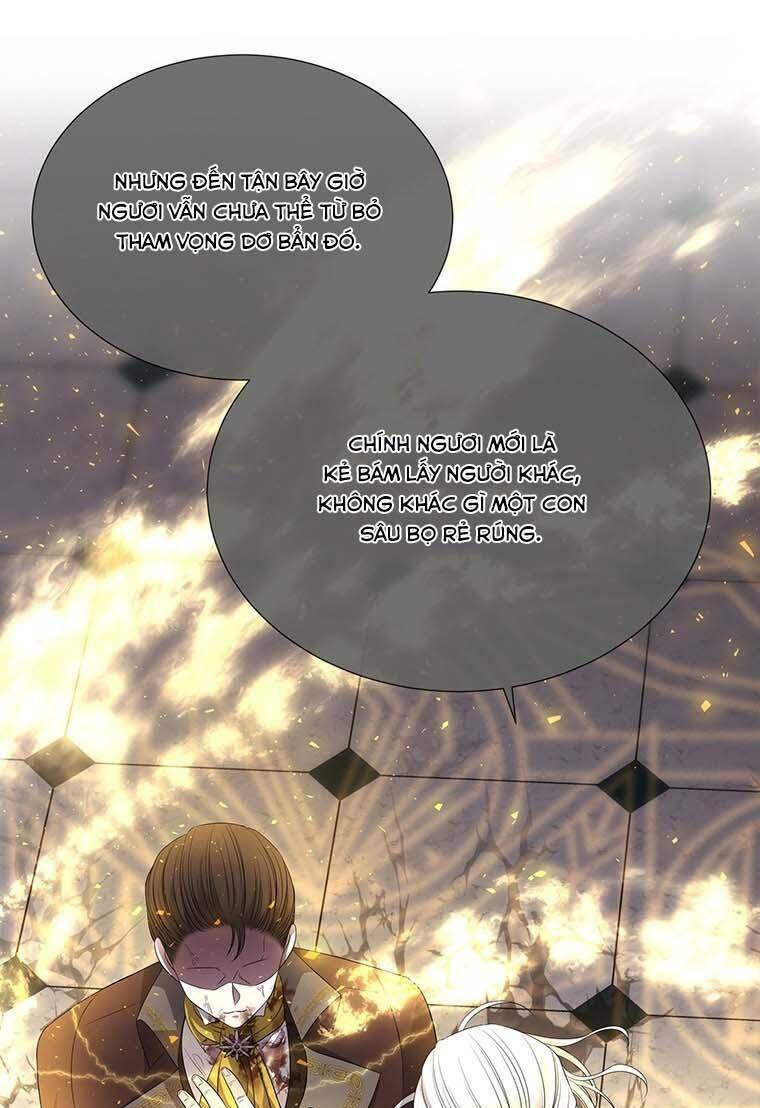 NHƯNG ĐẾN TẬN BÂY GIỜ
NGƯƠI VẪN CHƯA THỂ TỪ BỎ
THAM VỌNG DƠ BẨN ĐÓ.
CHÍNH NGƯƠI MỚI LÀ
KẺ BÁM LẤY NGƯỜI KHÁC,
KHÔNG KHÁC GÌ MỘT CON
SÂU BỌ RẺ RÚNG.